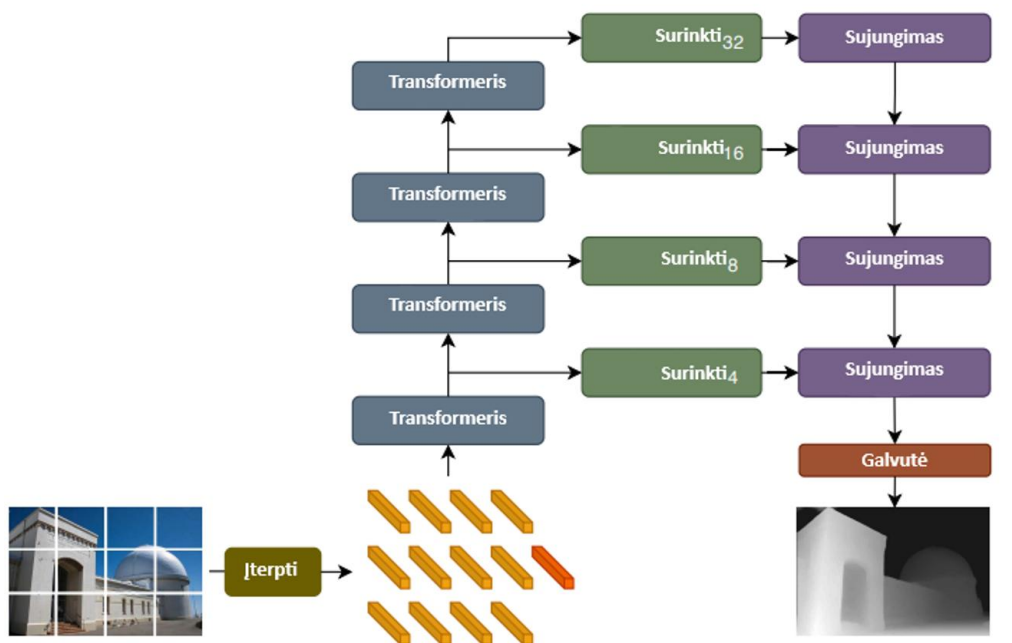 Surinkti32
Sujungimas
Transformeris
Surinkti16
Sujungimas
Transformeris
Surinkti8
Sujungimas
Transformeris
Surinkti4
Sujungimas
Transformeris
Galvutė
Įterpti